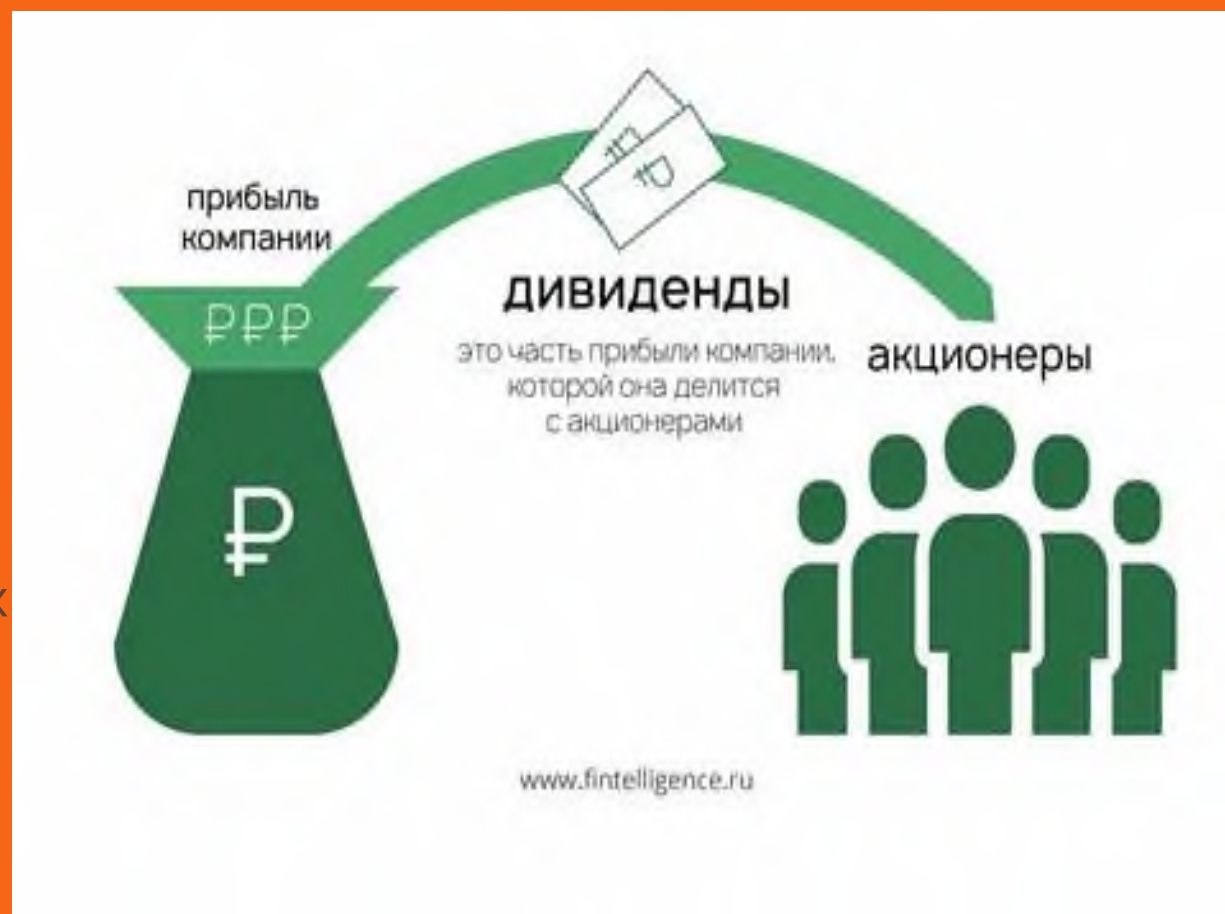 прибыль
компании
₽₽₽
₽
дивиденды
это часть прибыли компании,
которой она делится
с акционерами
акционеры
www.fintelligence.ru